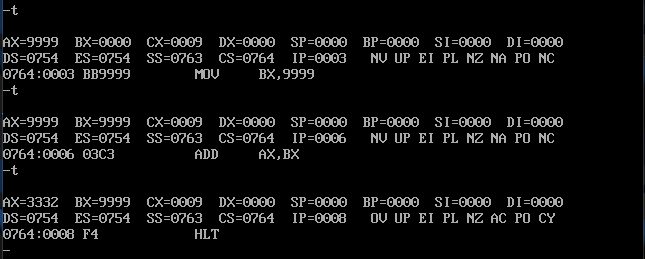 -t
AX=9999 BX=0000 CX=0009 DX=0000 SP=0000 BP=0000 SI=0000 DI=0000
DS=0754 ES=0754 SS=0763 CS=0764 IP=0003 NV UP EI PL NZ NA PO NC
0764:0003 BB9999 MOV BX,9999
-t
AX=9999 BX=9999 CX=0009 DX=0000 SP=0000 BP=0000 SI=0000 DI=0000
DS=0754 ES=0754 SS=0763 CS=0764 IP=0006 NV UP EI PL NZ NA PO NC
0764:0006 03C3 ADD AX,BX
-t
AX=3332 BX=9999 CX=0009 DX=0000 SP=0000 BP=0000 SI=0000 DI=0000
DS=0754 ES=0754 SS=0763 CS=0764 IP=0008 OV UP EI PL NZ AC PO CY
0764:0008 F4 HLT
-